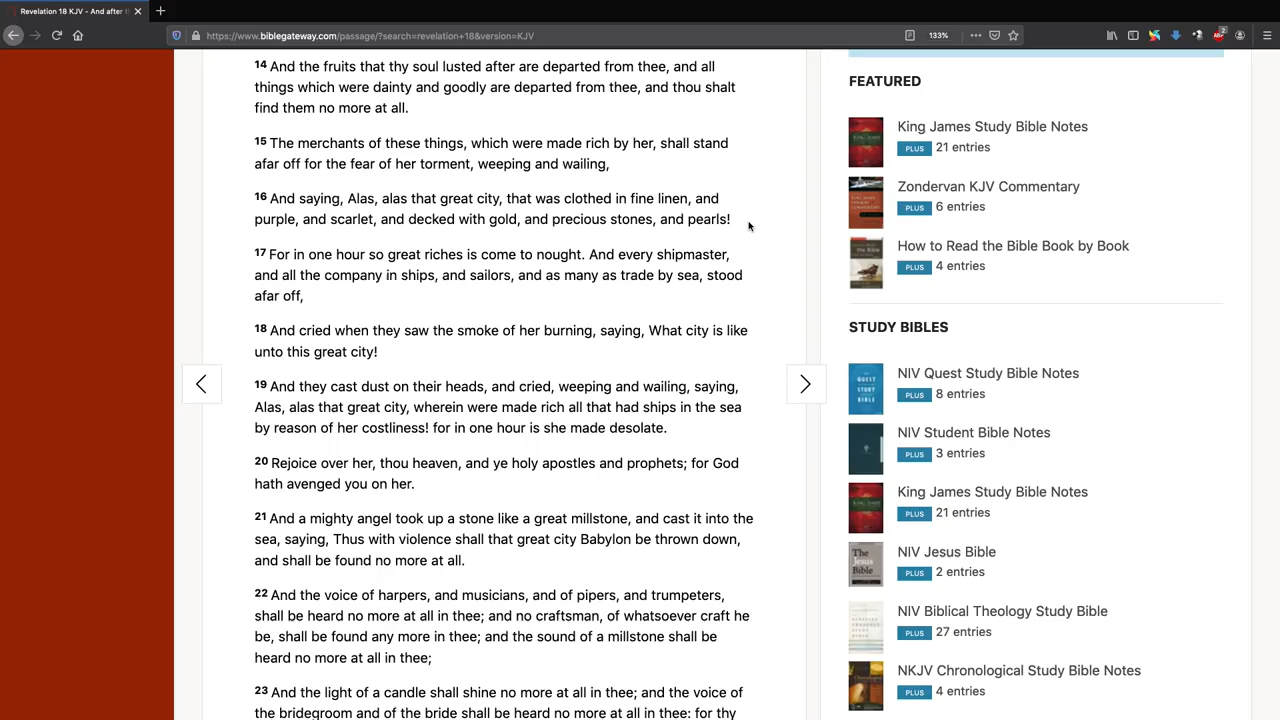 Revelation 18 KJV - And after t
https://www.biblegateway.com/passage/?search=revelation+18&version=KJV
133%
2
14 And the fruits that thy soul lusted after are departed from thee, and all
things which were dainty and goodly are departed from thee, and thou shalt
find them no more at all.
15 The merchants of these things, which were made rich by her, shall stand
afar off for the fear of her torment, weeping and wailing,
16 And saying, Alas, alas that great city, that was clothed in fine linen, and
purple, and scarlet, and decked with gold, and precious stones, and pearls!
17 For in one hour so great riches is come to nought. And every shipmaster,
and all the company in ships, and sailors, and as many as trade by sea, stood
afar off,
18 And cried when they saw the smoke of her burning, saying, What city is like
unto this great city!
19 And they cast dust on their heads, and cried, weeping and wailing, saying,
Alas, alas that great city, wherein were made rich all that had ships in the sea
by reason of her costliness! for in one hour is she made desolate.
20 Rejoice over her, thou heaven, and ye holy apostles and prophets; for God
hath avenged you on her.
21 And a mighty angel took up a stone like a great millstone, and cast it into the
sea, saying, Thus with violence shall that great city Babylon be thrown down,
and shall be found no more at all.
22 And the voice of harpers, and musicians, and of pipers, and trumpeters,
shall be heard no more at all in thee; and no craftsman, of whatsoever craft he
be, shall be found any more in thee; and the sound of a millstone shall be
heard no more at all in thee;
23 And the light of a candle shall shine no more at all in thee; and the voice of
the bridegroom and of the bride shall be heard no more at all in thee: for thy
FEATURED
King James Study Bible Notes
PLUS 21 entries
Zondervan KJV Commentary
PLUS 6 entries
How to Read the Bible Book by Book
PLUS 4 entries
STUDY BIBLES
NIV Quest Study Bible Notes
PLUS 8 entries
NIV Student Bible Notes
PLUS 3 entries
King James Study Bible Notes
PLUS 21 entries
The Jesus Bible
NIV Jesus Bible
PLUS 2 entries
NIV Biblical Theology Study Bible
PLUS 27 entries
NKJV Chronological Study Bible Notes
PLUS 4 entries